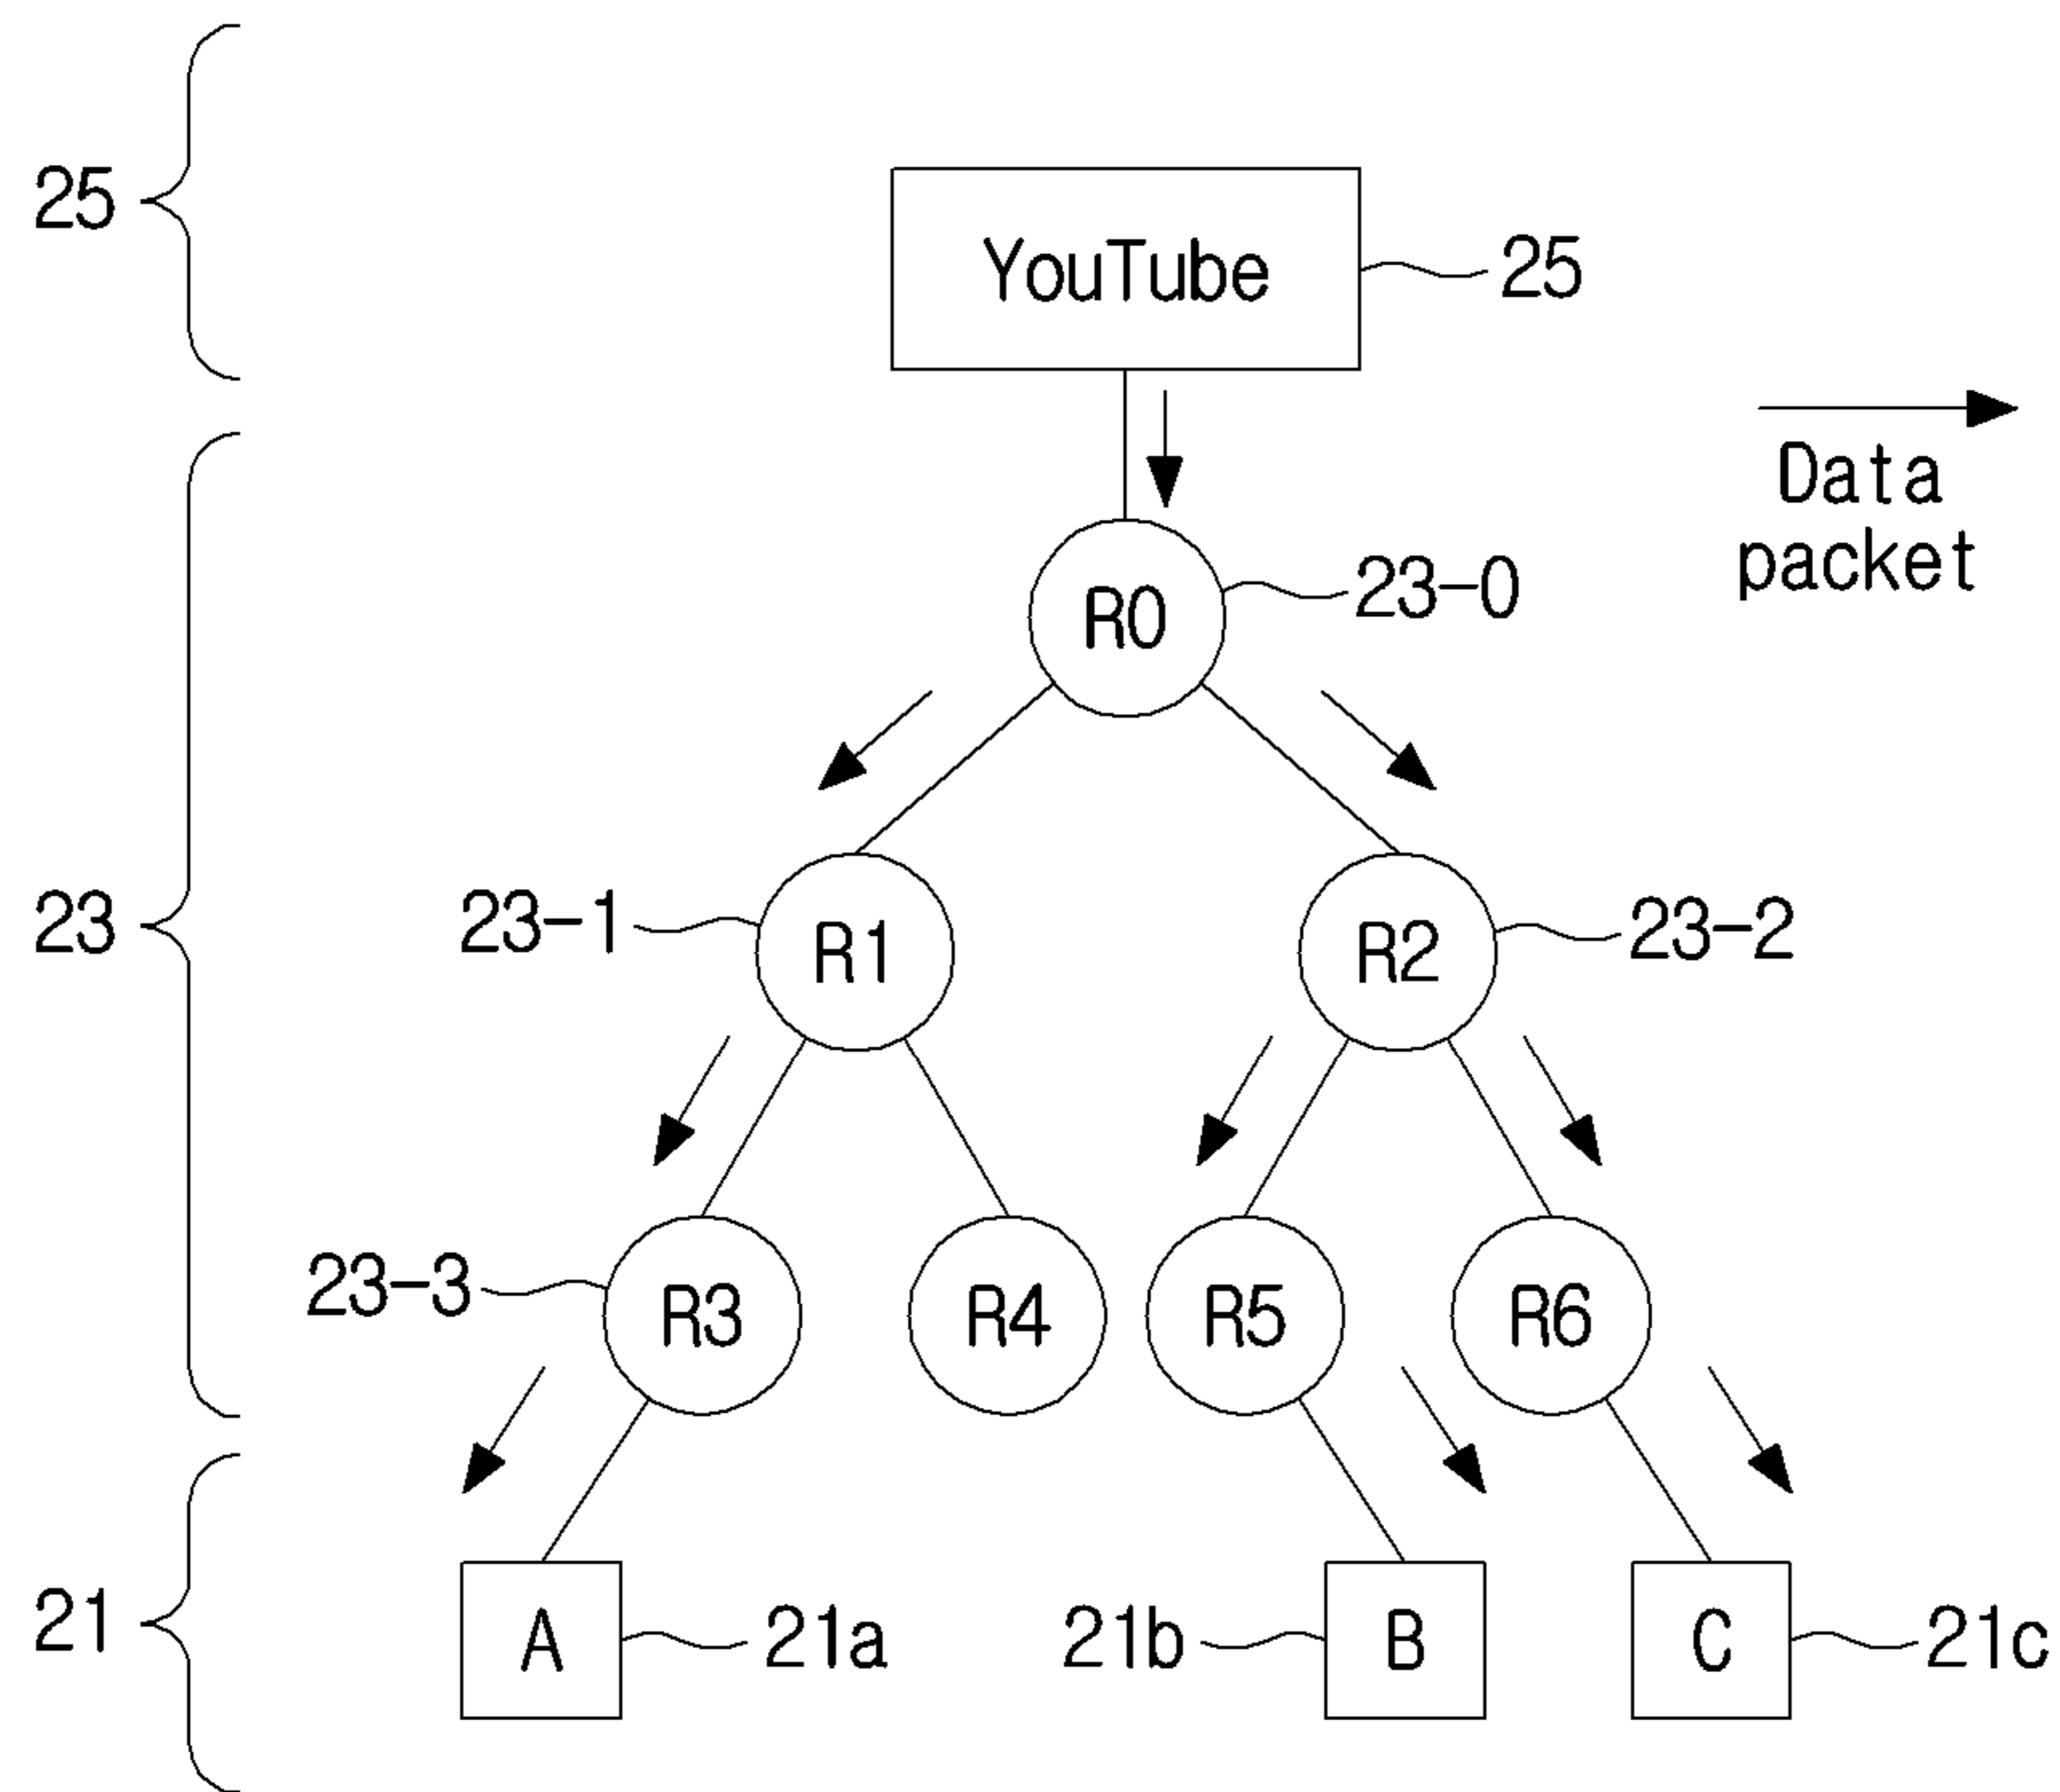 25
YouTube
25
Data
packet
R0
23-0
23
23-1
R1
R2
23-2
23-3
R3
R4
R5
R6
21
A
21a
21b
B
C
21c